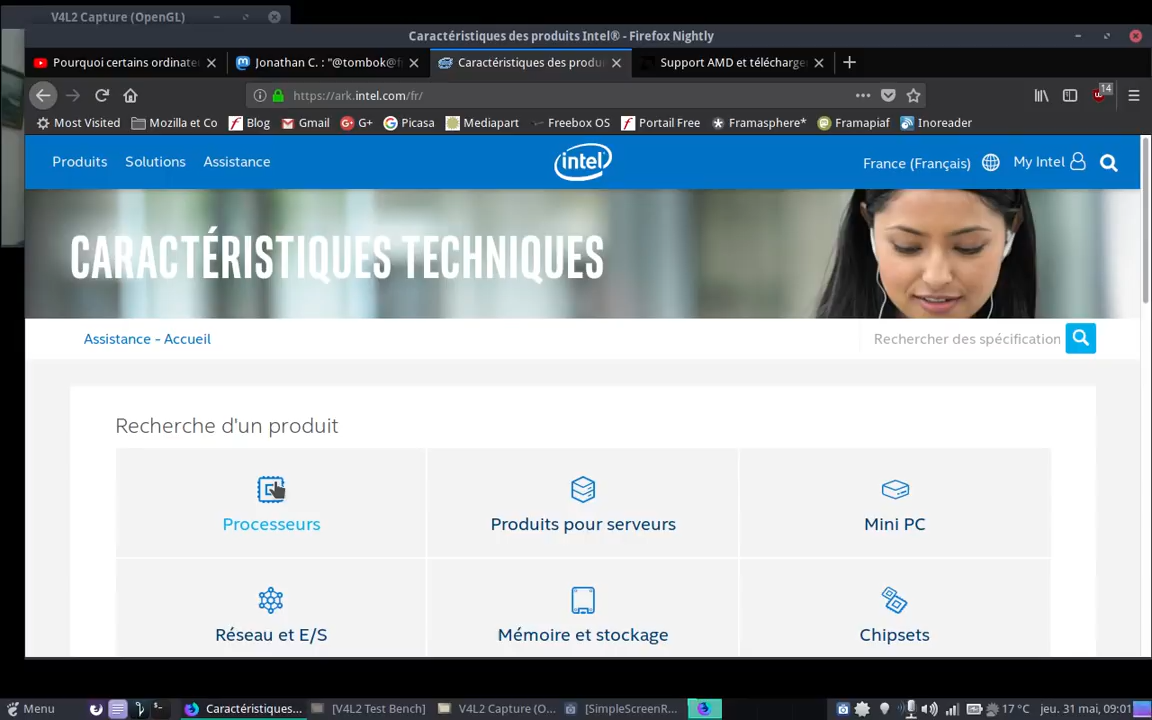 V4L2 Capture (OpenGL)
Caractéristiques des produits Intel® - Firefox Nightly
Pourquoi certains ordinate
Jonathan C. : "@tombok@f
Caractéristiques des produ
Support AMD et télécharge
https://ark.intel.com/fr/
14
Most Visited
Mozilla et Co
Blog
Gmail
G+
Picasa
Mediapart
Freebox OS
Portail Free
Framasphere*
Framapiaf
Inoreader
Produits
Solutions
Assistance
intel
France (Français)
My Intel
CARACTÉRISTIQUES TECHNIQUES
Assistance - Accueil
Rechercher des spécification
Recherche d'un produit
Processeurs
Produits pour serveurs
Mini PC
Réseau et E/S
Mémoire et stockage
Chipsets
Menu
Caractéristiques...
[V4L2 Test Bench]
V4L2 Capture (O...
[SimpleScreenR...
17 °C
jeu. 31 mai, 09:01